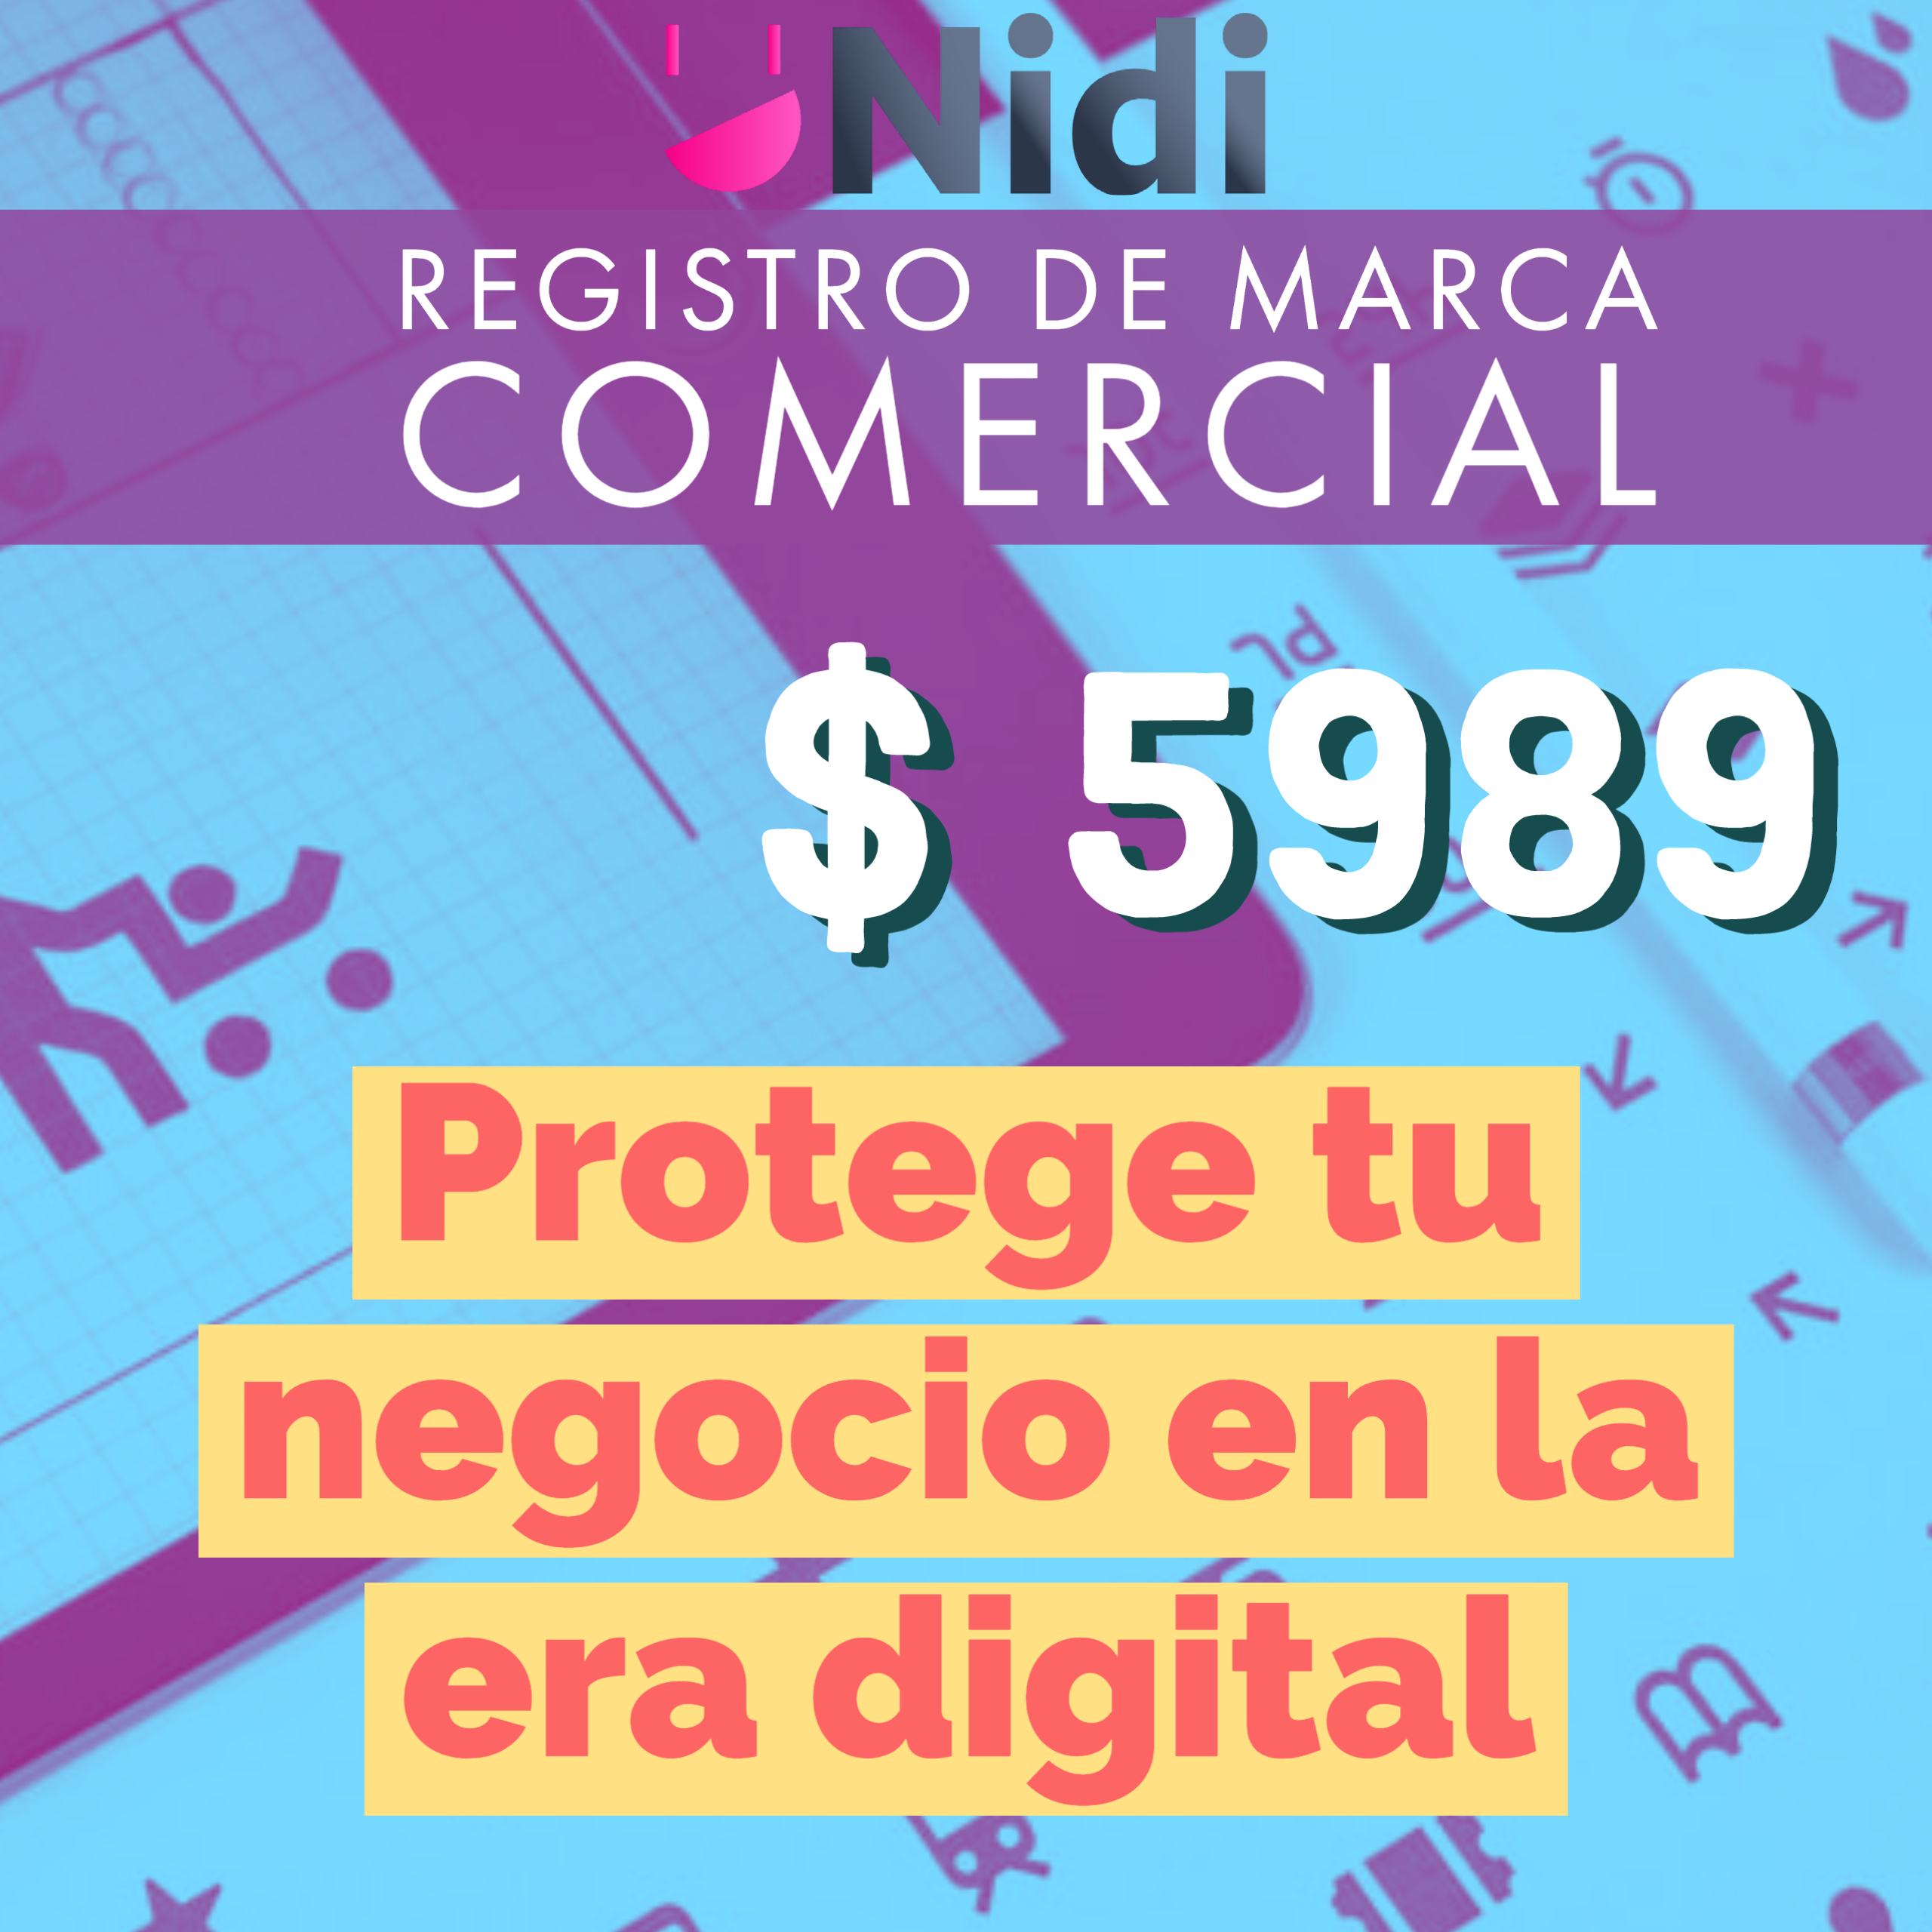 Nidi
REGISTRO DE MARCA
COMERCIAL
$ 5989
Protege tu
negocio en la
era digital